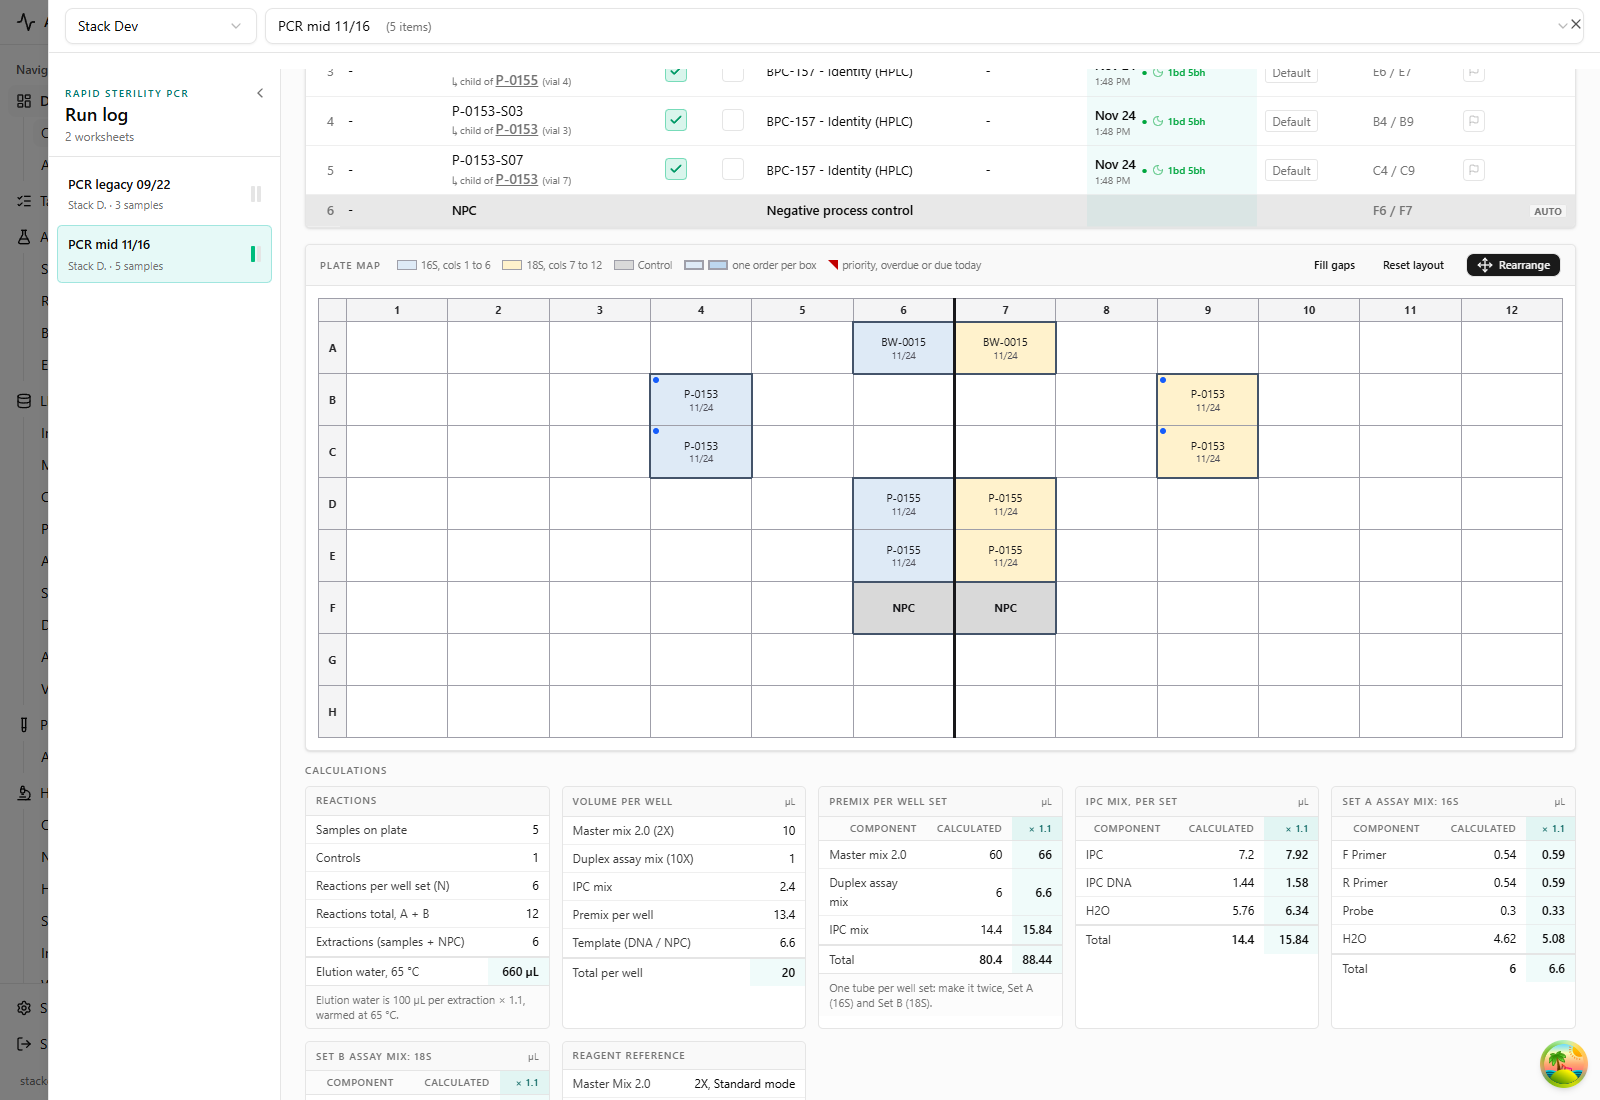 Stack Dev
PCR mid 11/16 (5 items)
Navig
RAPID STERILITY PCR
Run log
2 worksheets
PCR legacy 09/22
Stack D. · 3 samples
PCR mid 11/16
Stack D. · 5 samples
3 - ↳ child of P-0155 (vial 4) BPC-157 - Identity (HPLC) - 1:48 PM 1bd 5bh Default E6 / E7
P-0153-S03
4 - ↳ child of P-0153 (vial 3) BPC-157 - Identity (HPLC) - Nov 24 1:48 PM 1bd 5bh Default B4 / B9
P-0153-S07
5 - ↳ child of P-0153 (vial 7) BPC-157 - Identity (HPLC) - Nov 24 1:48 PM 1bd 5bh Default C4 / C9
6 - NPC Negative process control F6 / F7 AUTO
PLATE MAP 16S, cols 1 to 6 18S, cols 7 to 12 Control one order per box priority, overdue or due today Fill gaps Reset layout Rearrange
1 2 3 4 5 6 7 8 9 10 11 12
A BW-0015 BW-0015
11/24 11/24
B P-0153 P-0153
11/24 11/24
C P-0153 P-0153
11/24 11/24
D P-0155 P-0155
11/24 11/24
E P-0155 P-0155
11/24 11/24
F NPC NPC
G
H
CALCULATIONS
REACTIONS
Samples on plate 5
Controls 1
Reactions per well set (N) 6
Reactions total, A + B 12
Extractions (samples + NPC) 6
Elution water, 65 °C 660 µL
Elution water is 100 µL per extraction × 1.1,
warmed at 65 °C.
VOLUME PER WELL µL
Master mix 2.0 (2X) 10
Duplex assay mix (10X) 1
IPC mix 2.4
Premix per well 13.4
Template (DNA / NPC) 6.6
Total per well 20
PREMIX PER WELL SET µL
COMPONENT CALCULATED × 1.1
Master mix 2.0 60 66
Duplex assay mix 6 6.6
IPC mix 14.4 15.84
Total 80.4 88.44
One tube per well set: make it twice, Set A
(16S) and Set B (18S).
IPC MIX, PER SET µL
COMPONENT CALCULATED × 1.1
IPC 7.2 7.92
IPC DNA 1.44 1.58
H2O 5.76 6.34
Total 14.4 15.84
SET A ASSAY MIX: 16S µL
COMPONENT CALCULATED × 1.1
F Primer 0.54 0.59
R Primer 0.54 0.59
Probe 0.3 0.33
H2O 4.62 5.08
Total 6 6.6
SET B ASSAY MIX: 18S µL
COMPONENT CALCULATED × 1.1
REAGENT REFERENCE
Master Mix 2.0 2X, Standard mode
stack